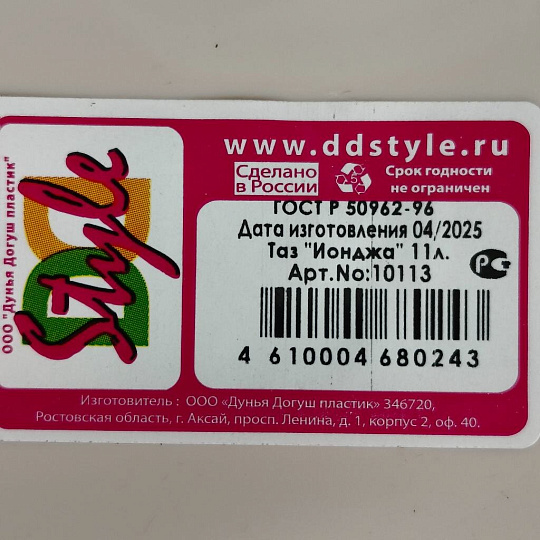 ООО "Дунья Догуш пластик"
Style
www.ddstyle.ru
Сделано
в России
5
Срок годности
не ограничен
ГОСТ Р 50962-96
Дата изготовления 04/2025
Таз "Ионджа" 11л.
Арт.No:10113
РС
4 610004 680243
Изготовитель : ООО «Дунья Догуш пластик» 346720,
Ростовская область, г. Аксай, просп. Ленина, д. 1, корпус 2, оф. 40.